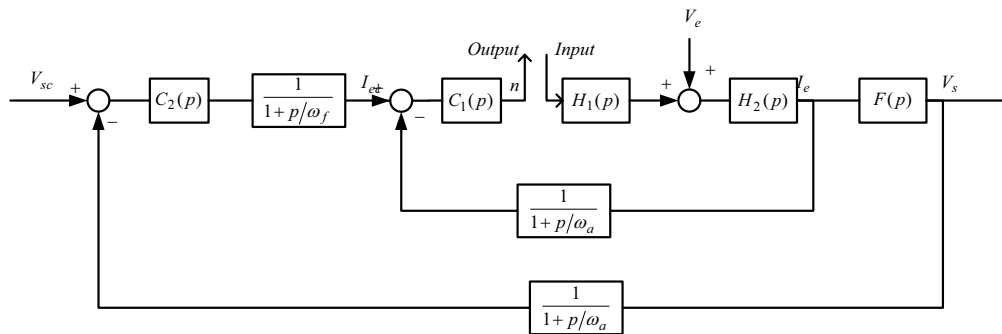 V_e
Output Input
V_sc + C_2(p) 1/(1+p/ω_f) I_ec + C_1(p) n H_1(p) + + H_2(p) I_e F(p) V_s
− −
1/(1+p/ω_a)
1/(1+p/ω_a)